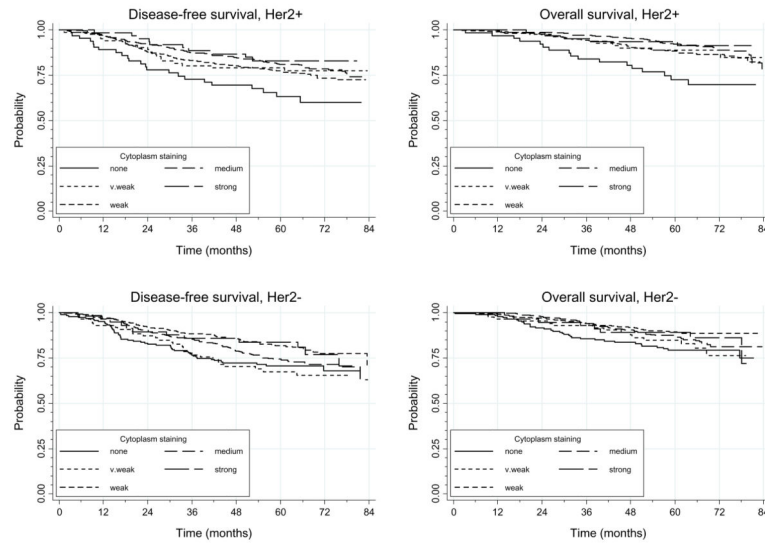 Disease-free survival, Her2+
Probability
1.00
0.75
0.50
0.25
0.00
Cytoplasm staining
none medium
v.weak strong
weak
0 12 24 36 48 60 72 84
Time (months)
Overall survival, Her2+
Probability
1.00
0.75
0.50
0.25
0.00
Cytoplasm staining
none medium
v.weak strong
weak
0 12 24 36 48 60 72 84
Time (months)
Disease-free survival, Her2-
Probability
1.00
0.75
0.50
0.25
0.00
Cytoplasm staining
none medium
v.weak strong
weak
0 12 24 36 48 60 72 84
Time (months)
Overall survival, Her2-
Probability
1.00
0.75
0.50
0.25
0.00
Cytoplasm staining
none medium
v.weak strong
weak
0 12 24 36 48 60 72 84
Time (months)